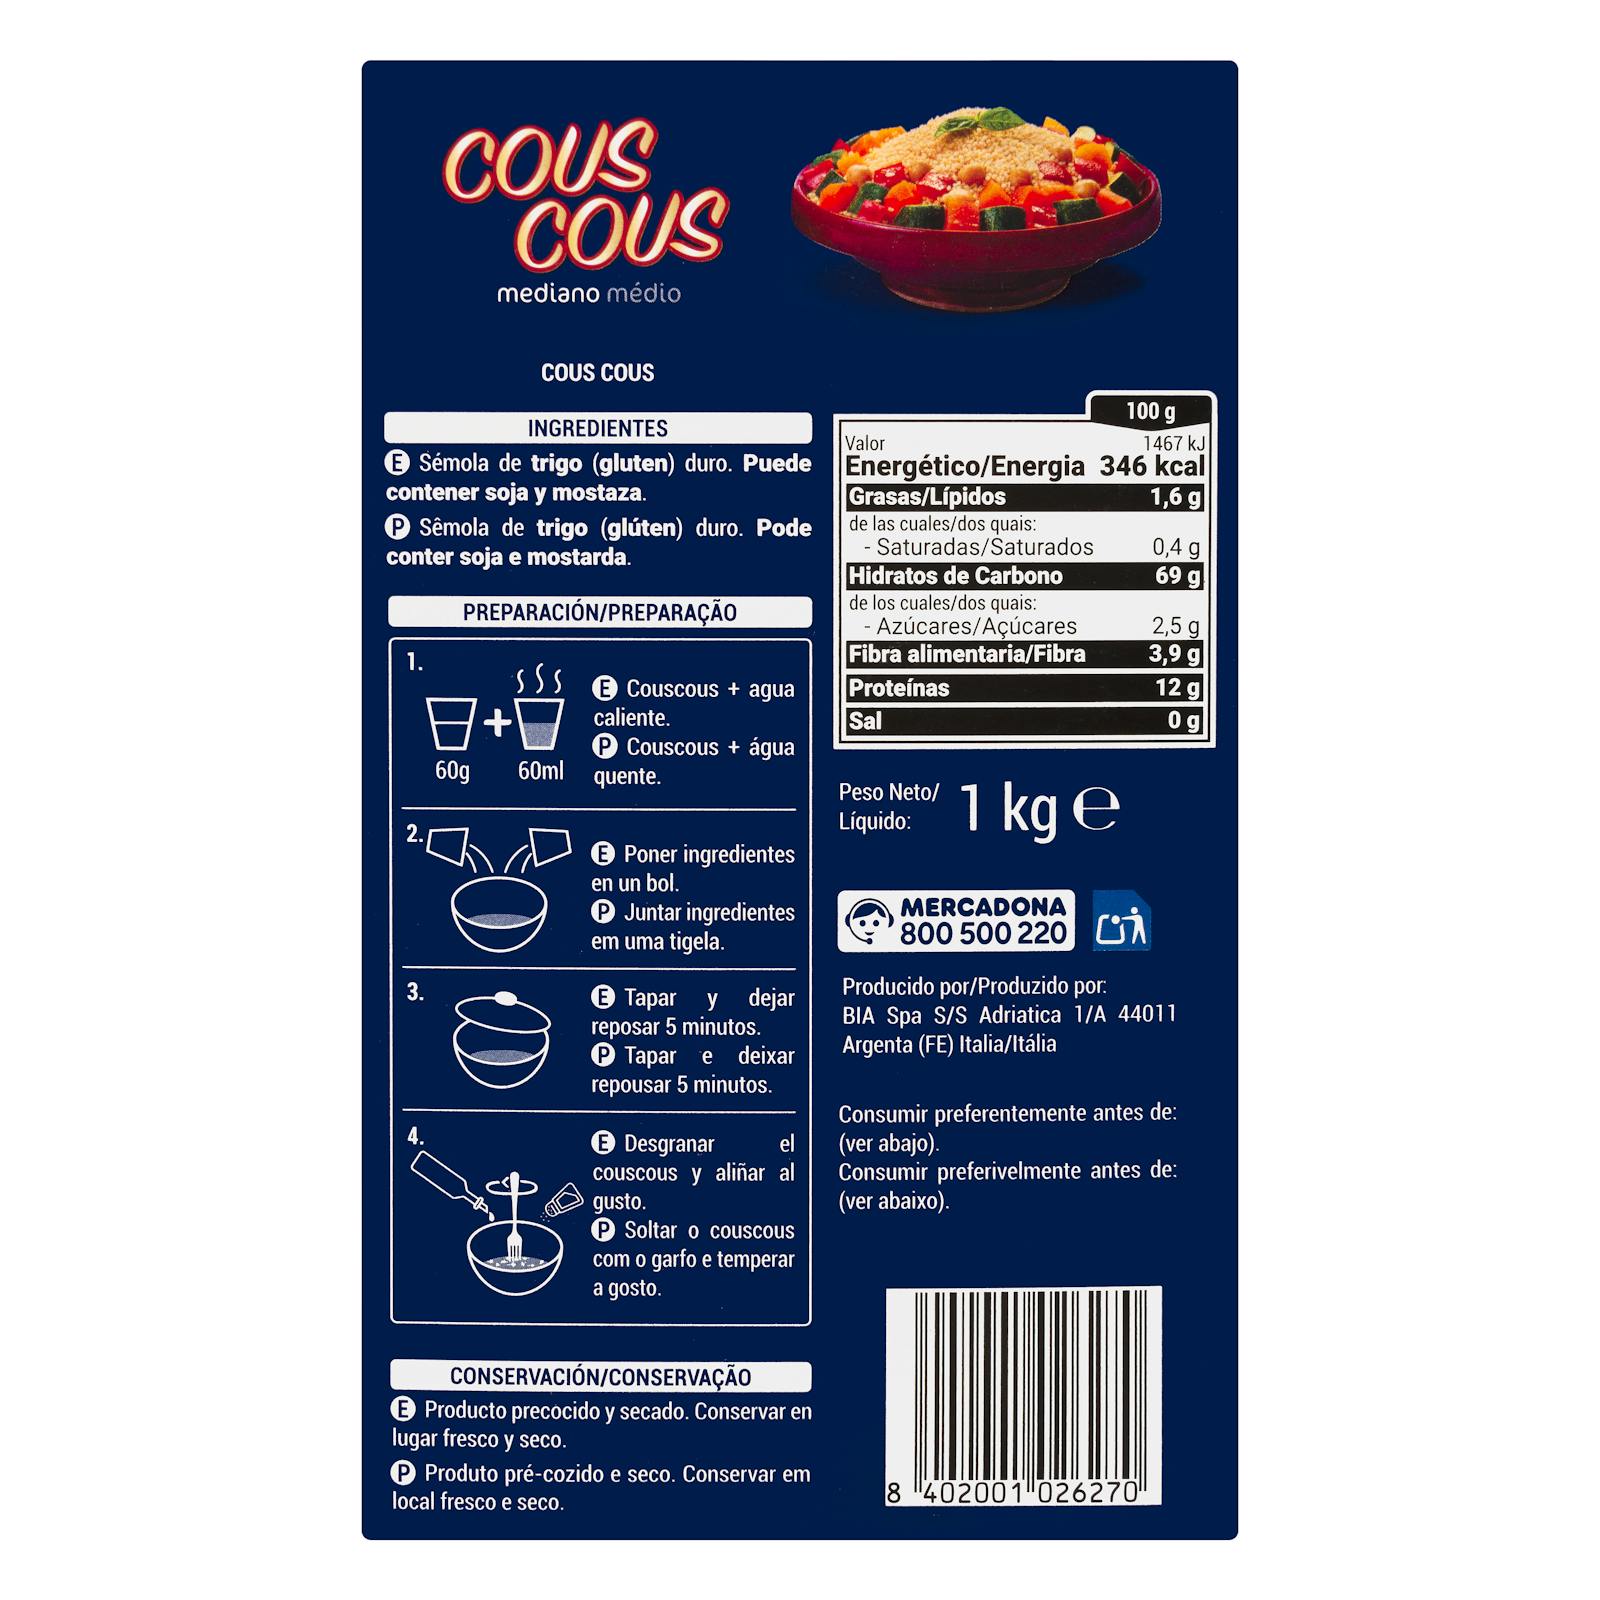 COUS
COUS
mediano médio
COUS COUS
INGREDIENTES
E Sémola de trigo (gluten) duro. Puede
contener soja y mostaza.
P Sêmola de trigo (glúten) duro. Pode
conter soja e mostarda.
PREPARACIÓN/PREPARAÇÃO
1.
60g + 60ml
E Couscous + agua
caliente.
P Couscous + água
quente.
2.
E Poner ingredientes
en un bol.
P Juntar ingredientes
em uma tigela.
3.
E Tapar y dejar
reposar 5 minutos.
P Tapar e deixar
repousar 5 minutos.
4.
E Desgranar el
couscous y aliñar al
gusto.
P Soltar o couscous
com o garfo e temperar
a gosto.
CONSERVACIÓN/CONSERVAÇÃO
E Producto precocido y secado. Conservar en
lugar fresco y seco.
P Produto pré-cozido e seco. Conservar em
local fresco e seco.
100 g
Valor 1467 kJ
Energético/Energia 346 kcal
Grasas/Lípidos 1,6 g
de las cuales/dos quais:
- Saturadas/Saturados 0,4 g
Hidratos de Carbono 69 g
de los cuales/dos quais:
- Azúcares/Açúcares 2,5 g
Fibra alimentaria/Fibra 3,9 g
Proteínas 12 g
Sal 0 g
Peso Neto/
Líquido: 1 kg ℮
MERCADONA
800 500 220
Producido por/Produzido por:
BIA Spa S/S Adriatica 1/A 44011
Argenta (FE) Italia/Itália
Consumir preferentemente antes de:
(ver abajo).
Consumir preferivelmente antes de:
(ver abaixo).
8 402001 026270